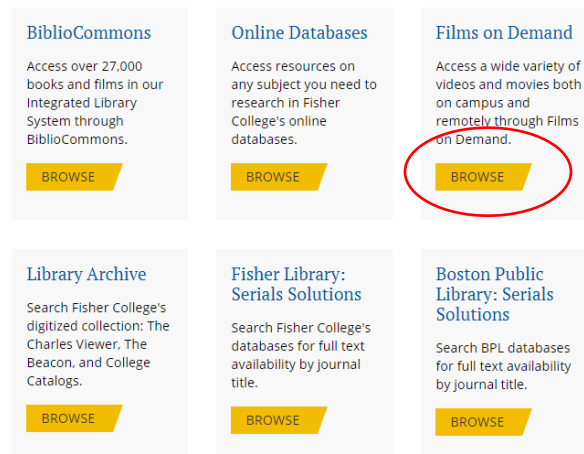 BiblioCommons
Access over 27,000
books and films in our
Integrated Library
System through
BiblioCommons.
BROWSE
Online Databases
Access resources on
any subject you need to
research in Fisher
College's online
databases.
BROWSE
Films on Demand
Access a wide variety of
videos and movies both
on campus and
remotely through Films
on Demand.
BROWSE
Library Archive
Search Fisher College's
digitized collection: The
Charles Viewer, The
Beacon, and College
Catalogs.
BROWSE
Fisher Library:
Serials Solutions
Search Fisher College's
databases for full text
availability by journal
title.
BROWSE
Boston Public
Library: Serials
Solutions
Search BPL databases
for full text availability
by journal title.
BROWSE